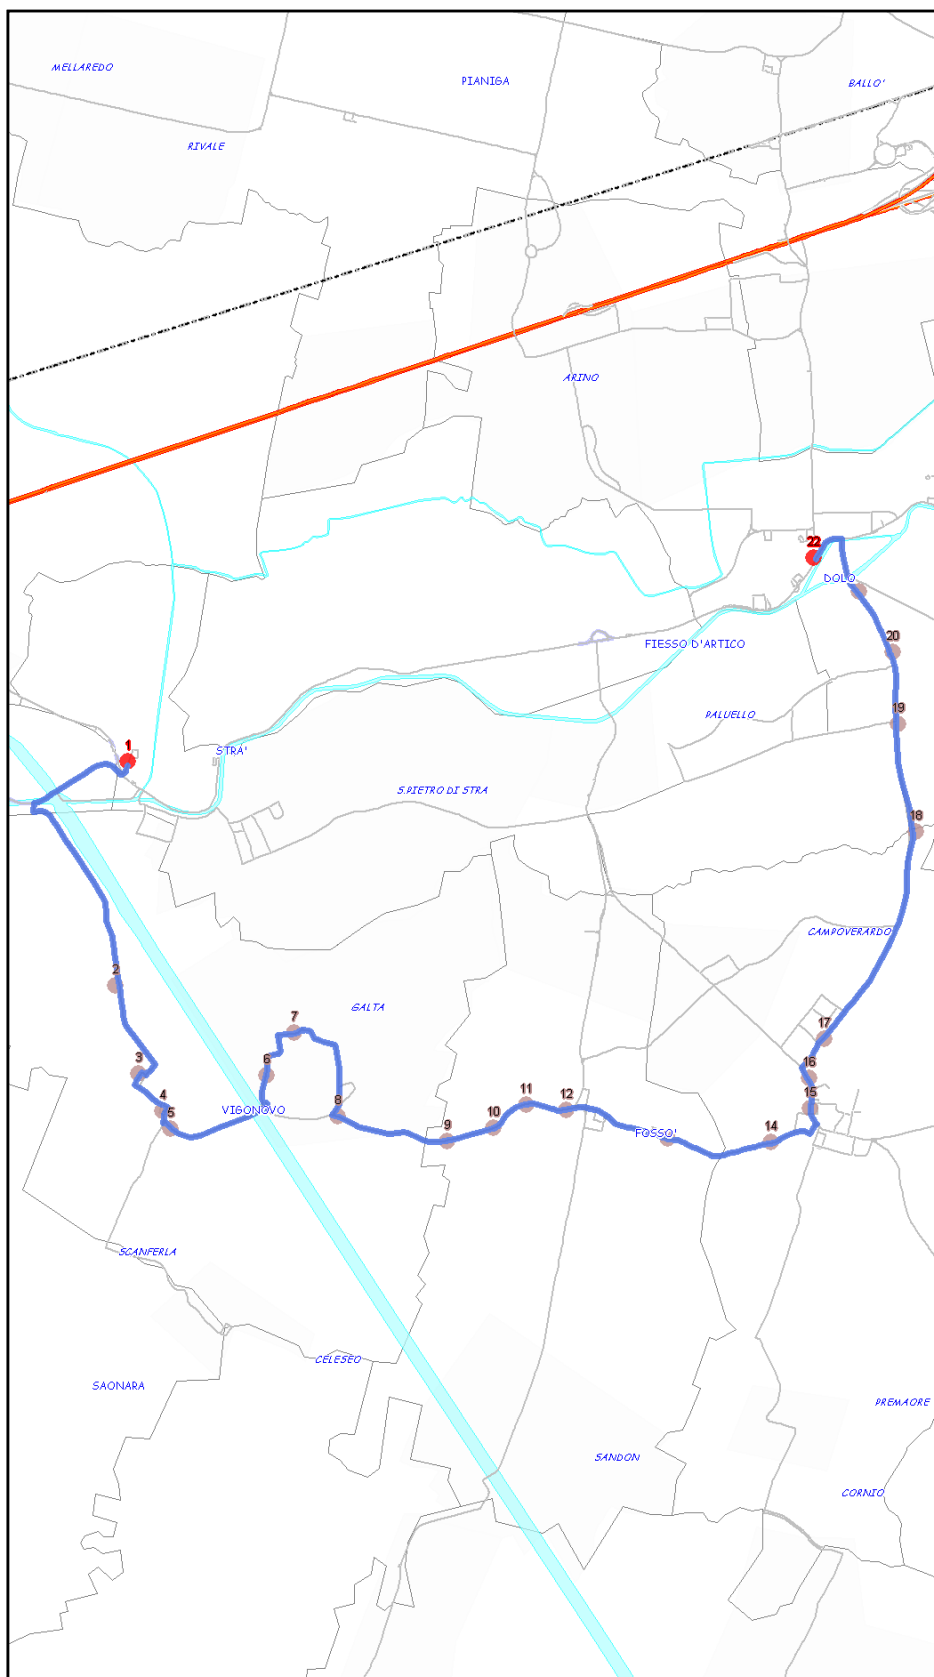 MELLAREDO
PIANIGA
BALLO'
RIVALE
ARINO
22
DOLO
FIESSO D'ARTICO
20
PALUELLO
19
1
STRA'
S.PIETRO DI STRA
18
CAMPOVERARDO
2
GALTA
7
17
3
6
16
4
VIGONOVO
8
11
12
15
5
10
9
FOSSO'
14
SCANFERLA
CELESEO
SAONARA
PREMAORE
SANDON
CORNIO